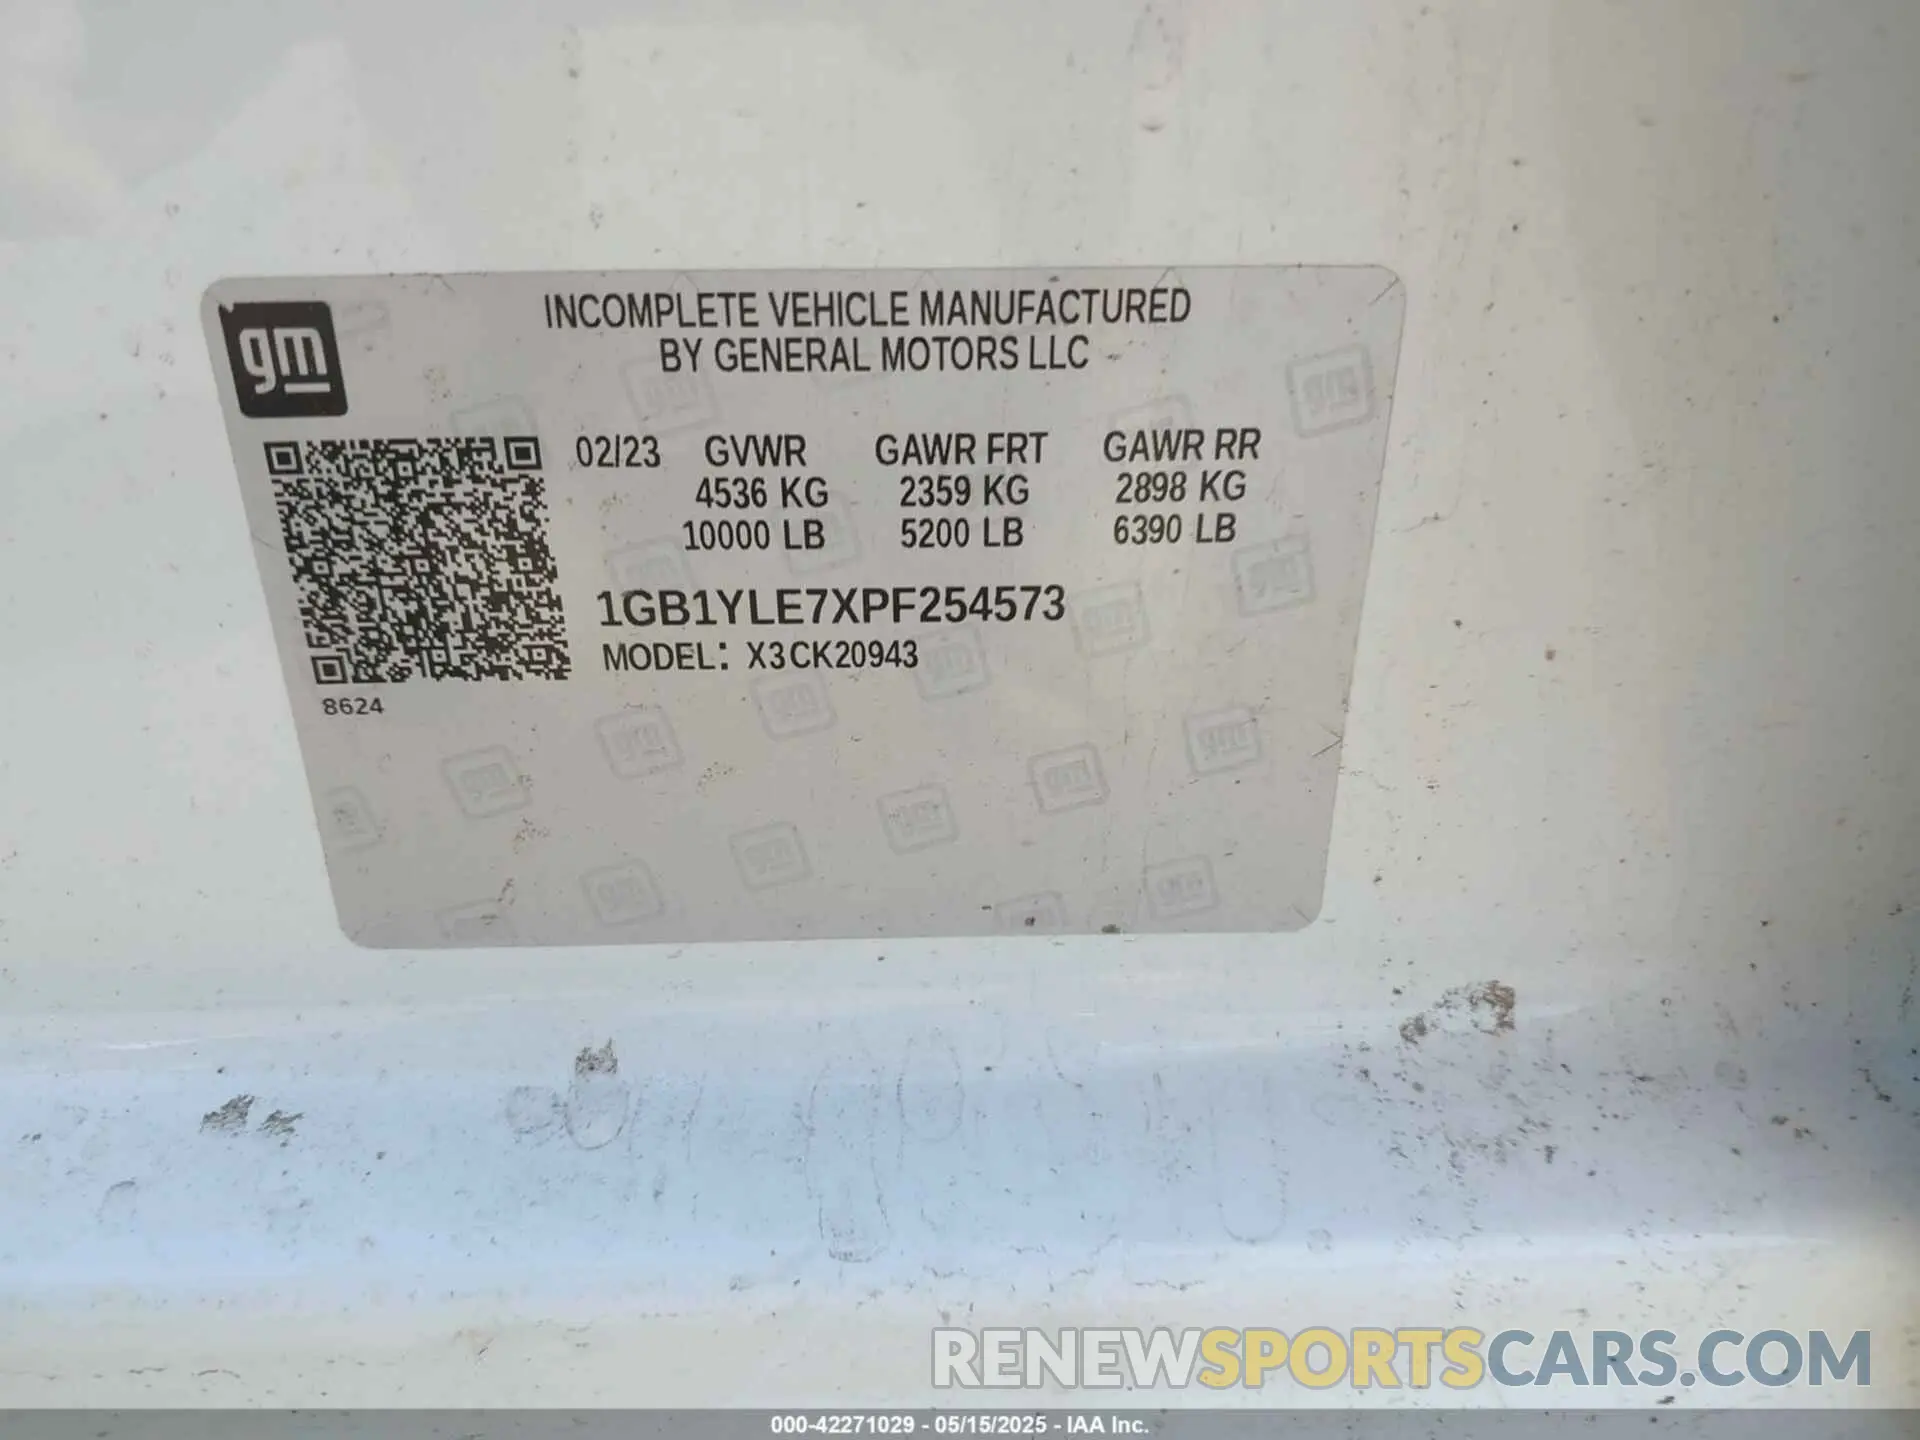 gm
INCOMPLETE VEHICLE MANUFACTURED
BY GENERAL MOTORS LLC
02/23 GVWR GAWR FRT GAWR RR
4536 KG 2359 KG 2898 KG
10000 LB 5200 LB 6390 LB
1GB1YLE7XPF254573
MODEL: X3CK20943
8624
RENEWSPORTSCARS.COM
000-42271029 - 05/15/2025 - IAA Inc.